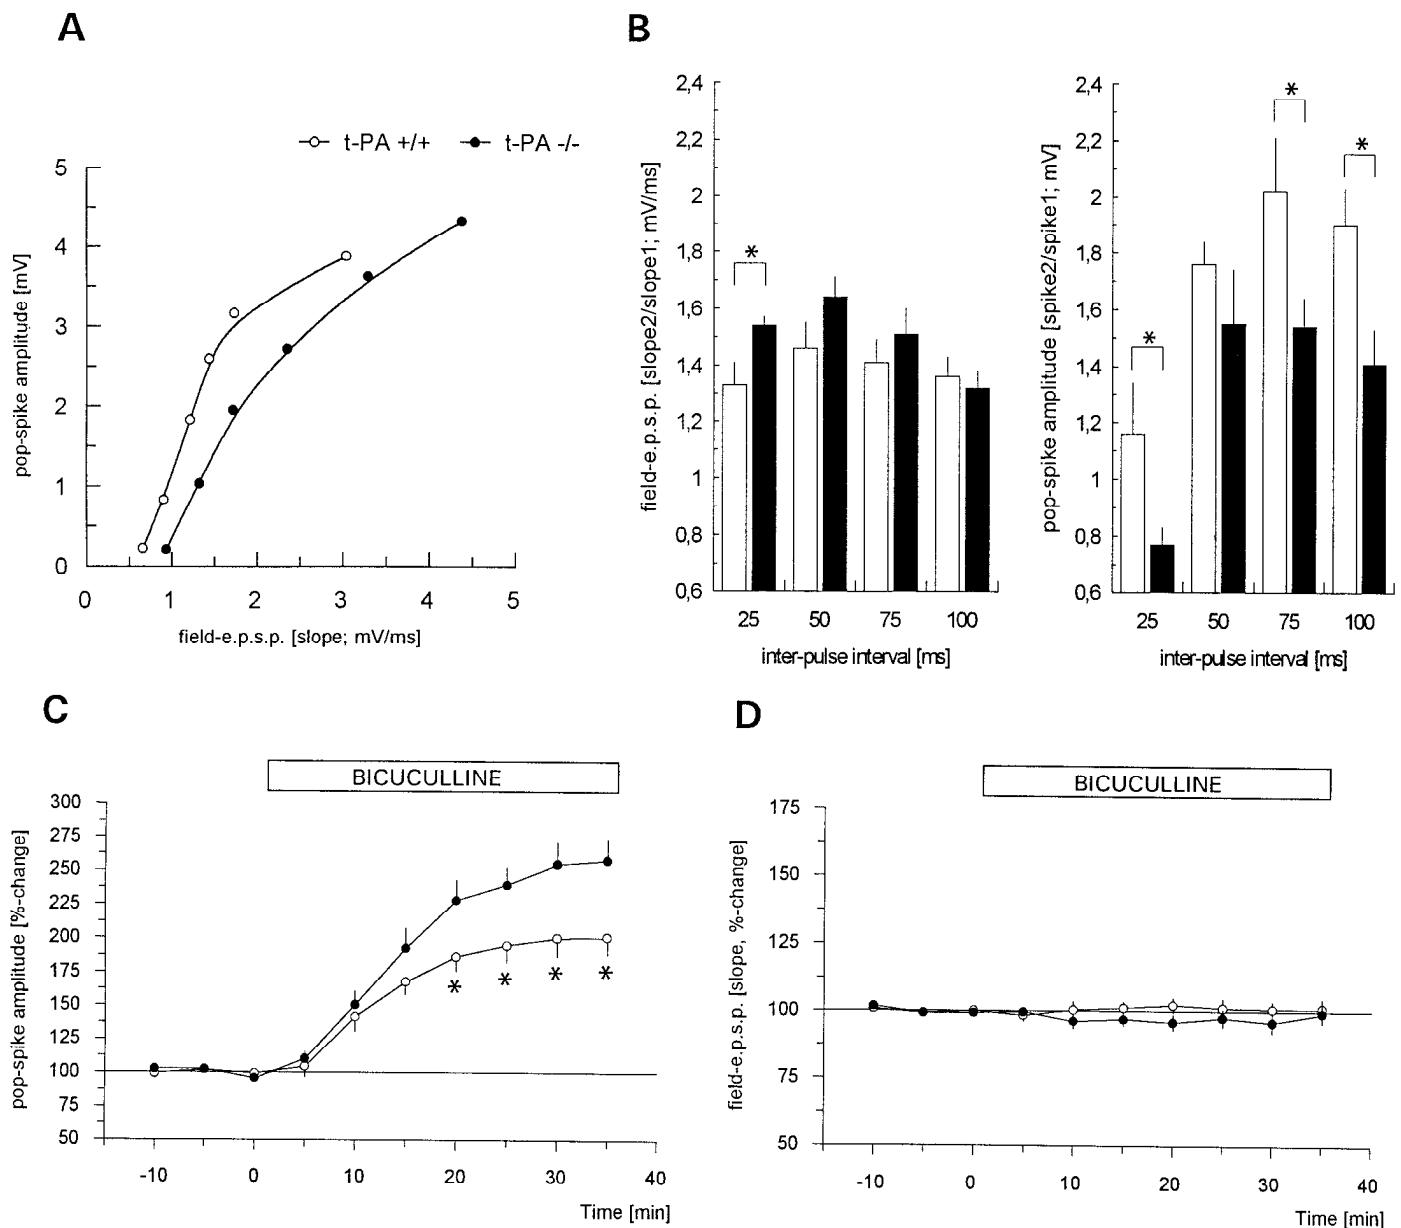 A
t-PA +/+ t-PA -/-
5
4
3
2
1
0
0 1 2 3 4 5
pop-spike amplitude [mV]
field-e.p.s.p. [slope; mV/ms]
B
2,4
2,2
2
1,8
1,6
1,4
1,2
1
0,8
0,6
*
25 50 75 100
field-e.p.s.p. [slope2/slope1; mV/ms]
inter-pulse interval [ms]
2,4
2,2
2
1,8
1,6
1,4
1,2
1
0,8
0,6
* * *
25 50 75 100
pop-spike amplitude [spike2/spike1; mV]
inter-pulse interval [ms]
C
BICUCULLINE
300
275
250
225
200
175
150
125
100
75
50
* * * *
-10 0 10 20 30 40
pop-spike amplitude [%-change]
Time [min]
D
BICUCULLINE
175
150
125
100
75
50
-10 0 10 20 30 40
field-e.p.s.p. [slope, %-change]
Time [min]